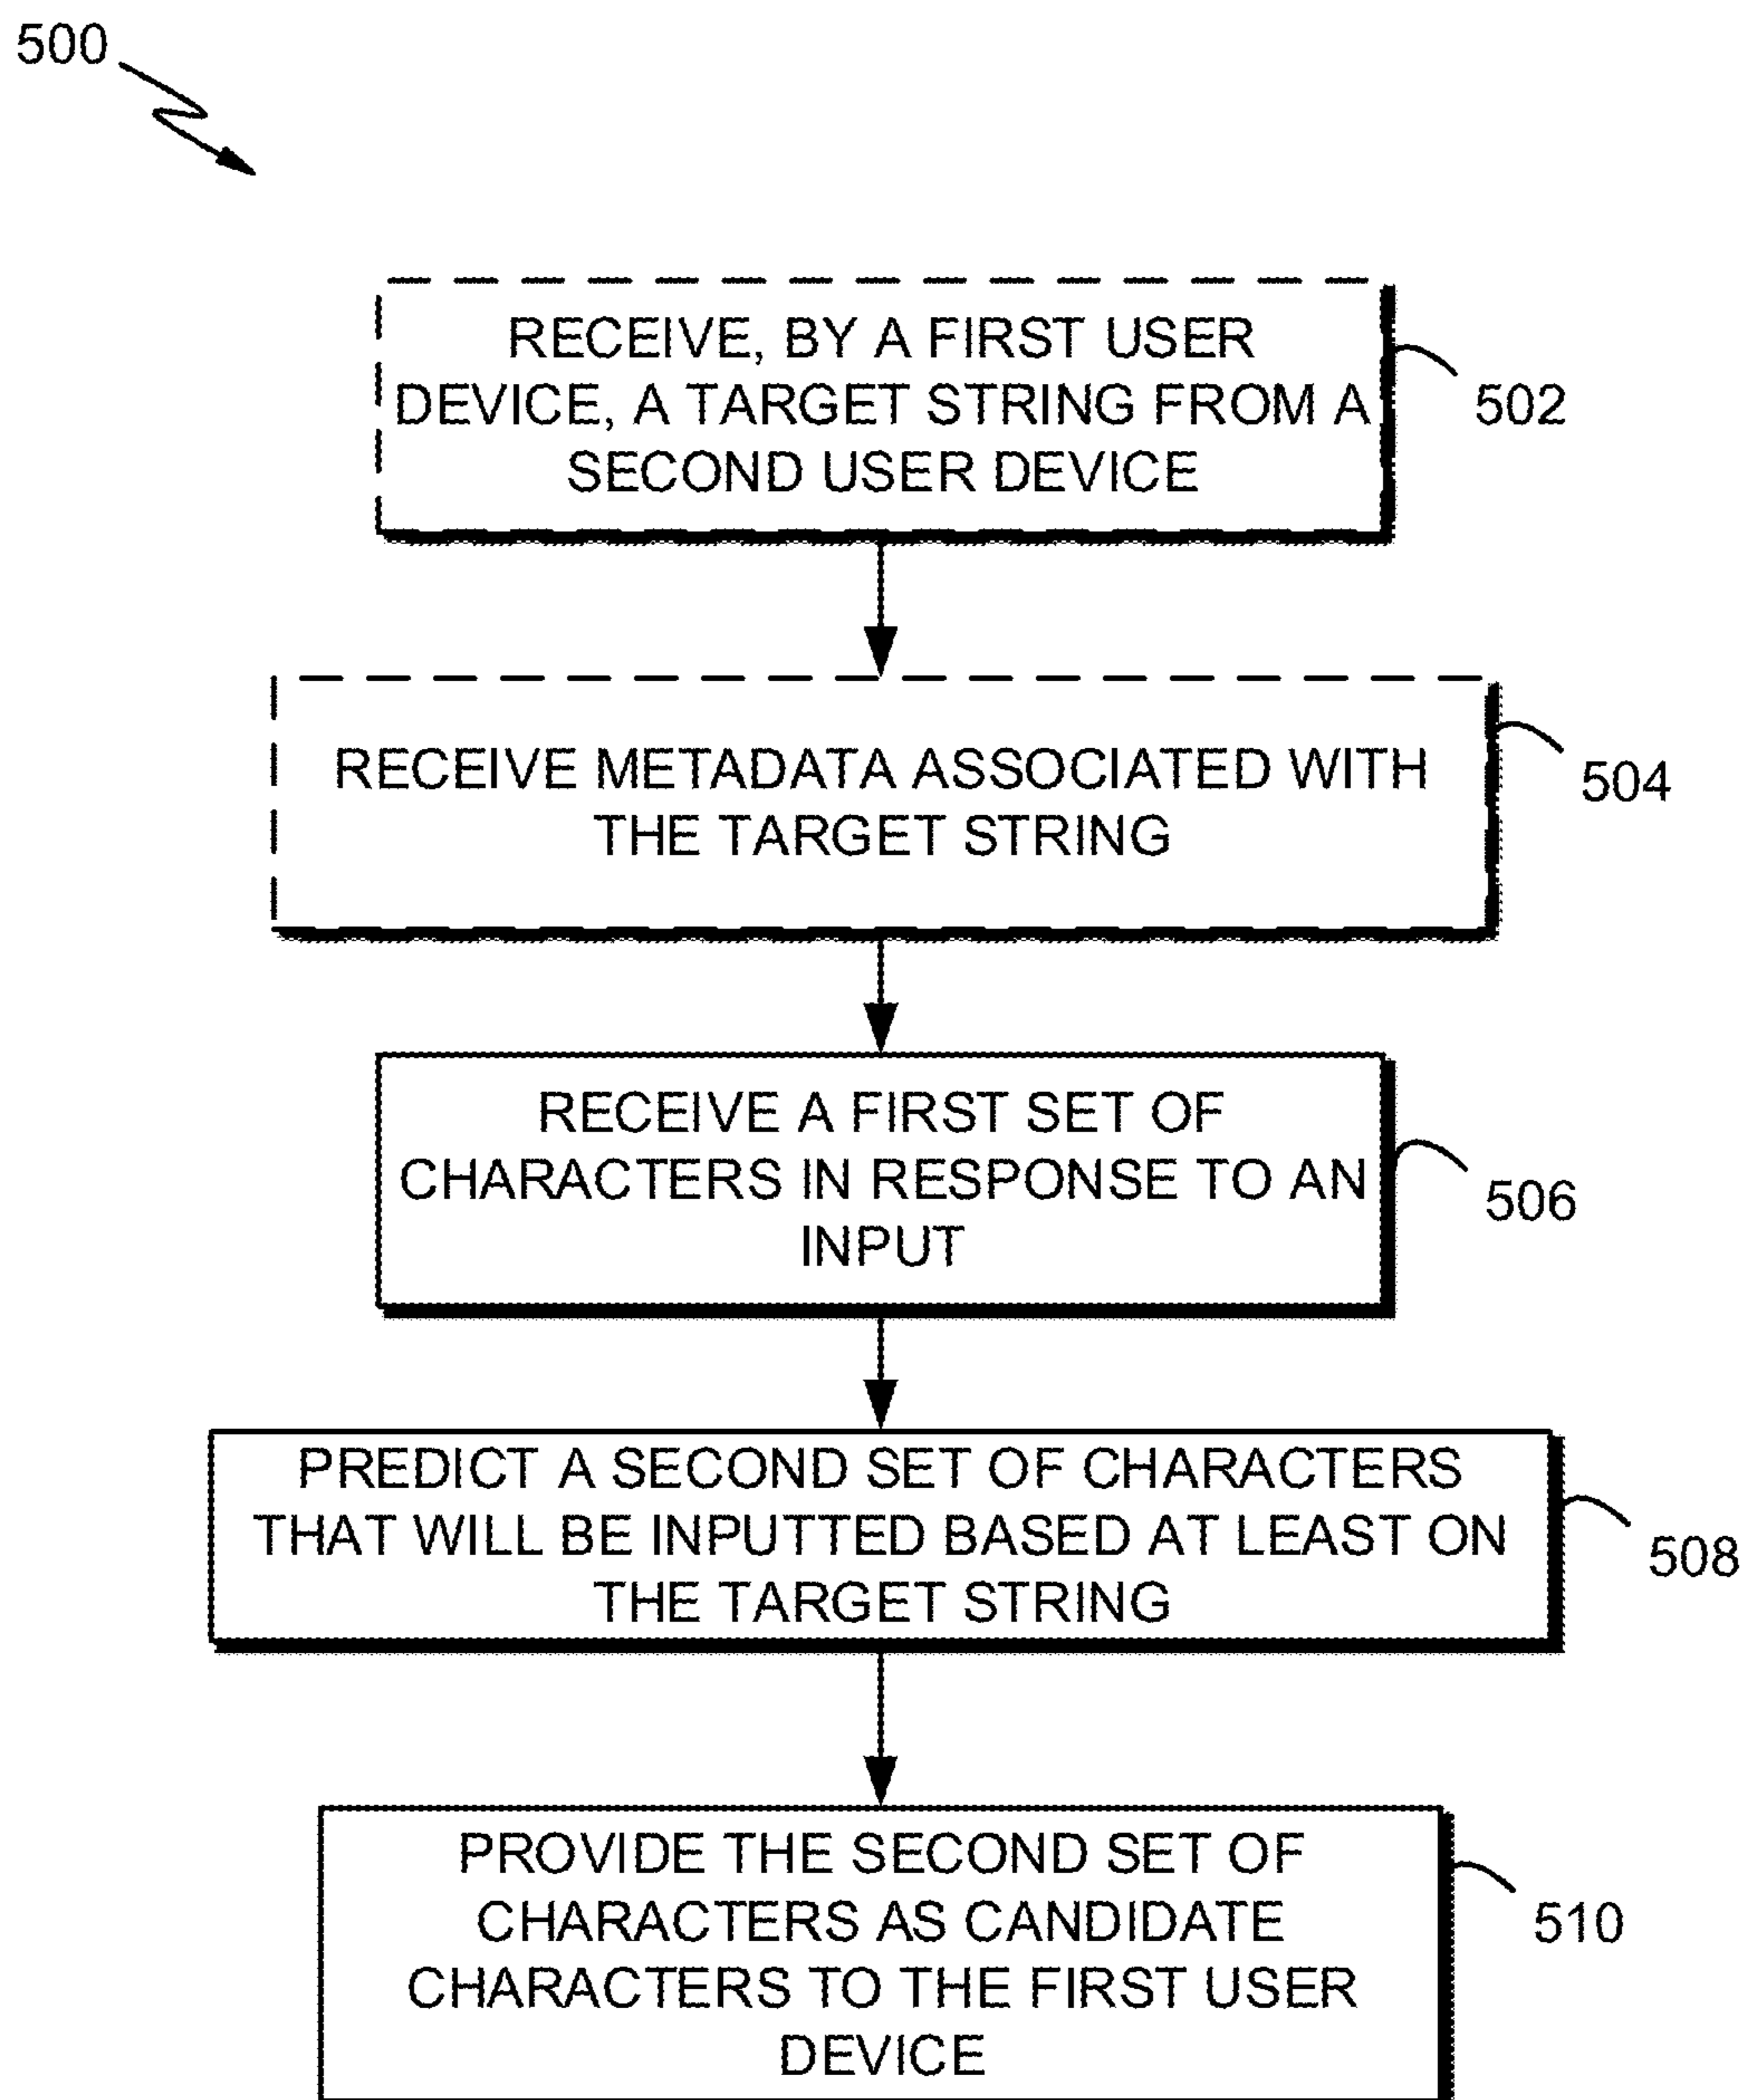 500
RECEIVE, BY A FIRST USER
DEVICE, A TARGET STRING FROM A
SECOND USER DEVICE
502
RECEIVE METADATA ASSOCIATED WITH
THE TARGET STRING
504
RECEIVE A FIRST SET OF
CHARACTERS IN RESPONSE TO AN
INPUT
506
PREDICT A SECOND SET OF CHARACTERS
THAT WILL BE INPUTTED BASED AT LEAST ON
THE TARGET STRING
508
PROVIDE THE SECOND SET OF
CHARACTERS AS CANDIDATE
CHARACTERS TO THE FIRST USER
DEVICE
510